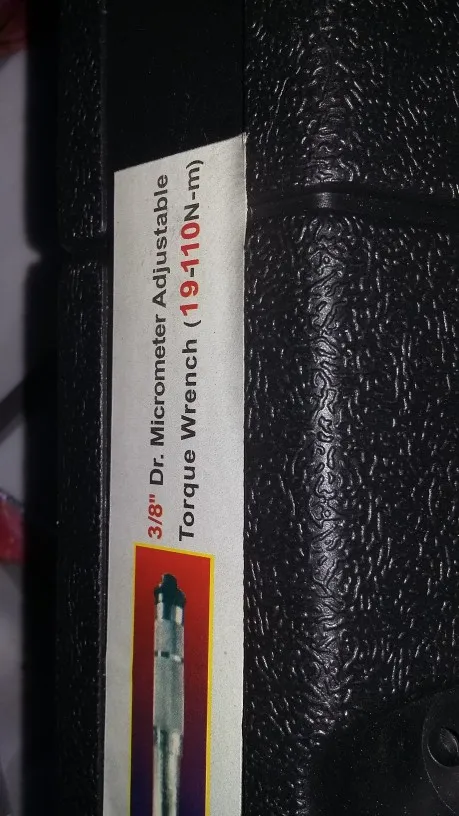 3/8" Dr. Micrometer Adjustable
Torque Wrench (19-110N-m)